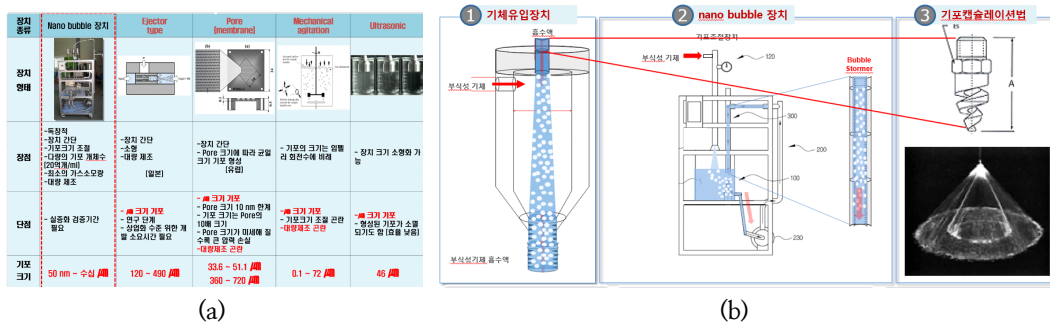 장치
종류
Nano bubble 장치
Ejector
type
Pore
[membrane]
Mechanical
agitation
Ultrasonic
장치
형태
장점
-독창적
-장치 간단
-기포크기 조절
-다량의 기포 개체수
[20억개/ml]
-최소의 가스소모량
-대량 제조
-장치 간단
-소형
-대량 제조
[일본]
- 장치 간단
- Pore 크기에 따라 균일
크기 기포 형성
[유럽]
- 기포의 크기는 임펠
러 회전수에 비례
- 장치 크기 소형화 가
능
단점
- 실증화 검증기간
필요
- ㎛ 크기 기포
- 연구 단계
- 상업화 수준 위한 개
발 소요시간 필요
- ㎛ 크기 기포
- Pore 크기 10 nm 한계
- 기포 크기는 Pore의
10배 크기
- Pore 크기가 미세해 질
수록 큰 압력 손실
-대량제조 곤란
- ㎛ 크기 기포
-기포크기 조절 곤란
-대량제조 곤란
- ㎛ 크기 기포
- 형성된 기포가 소멸
되기도 함 [효율 낮음]
기포
크기
50 nm ~ 수십 ㎛
120 ~ 490 ㎛
33.6 ~ 51.1 ㎛
360 ~ 720 ㎛
0.1 ~ 72 ㎛
46 ㎛
(a)
1 기체유입장치
흡수액
부식성 기체
부식성기체 흡수액
2 nano bubble 장치
기포조절장치
부식성 기체
120
300
200
100
230
Bubble
Stormer
3 기포캡슐레이션법
A
(b)